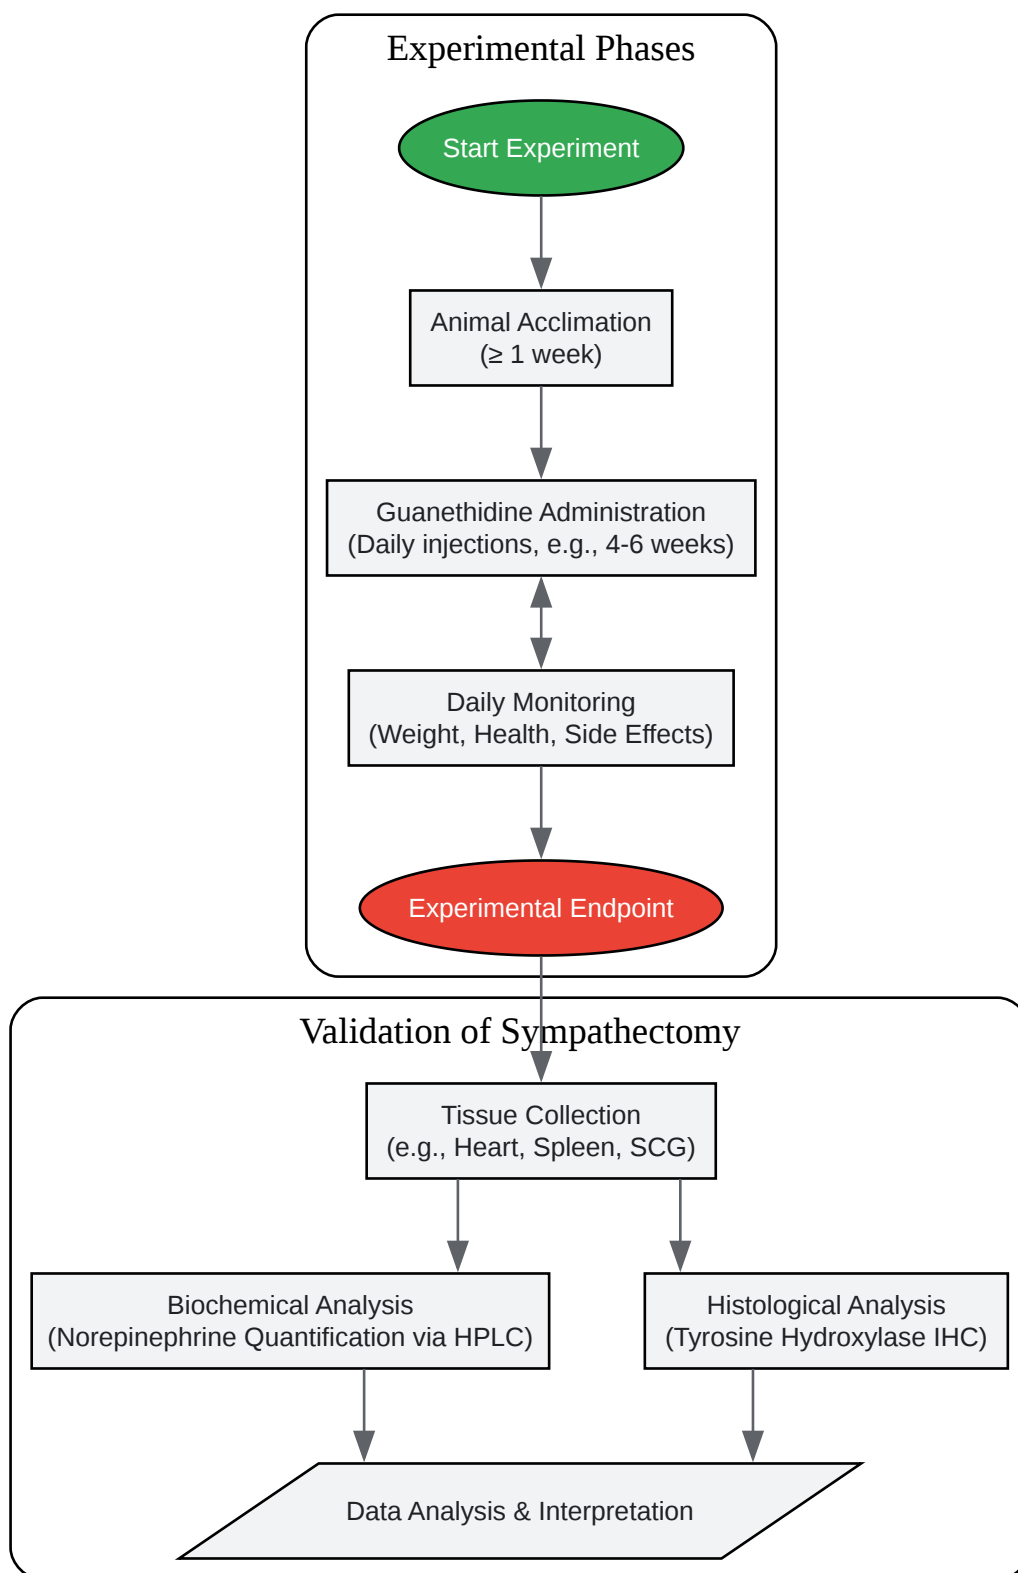 Experimental Phases
Start Experiment
Animal Acclimation
(≥ 1 week)
Guanethidine Administration
(Daily injections, e.g., 4-6 weeks)
Daily Monitoring
(Weight, Health, Side Effects)
Experimental Endpoint
Validation of Sympathectomy
Tissue Collection
(e.g., Heart, Spleen, SCG)
Biochemical Analysis
(Norepinephrine Quantification via HPLC)
Histological Analysis
(Tyrosine Hydroxylase IHC)
Data Analysis & Interpretation